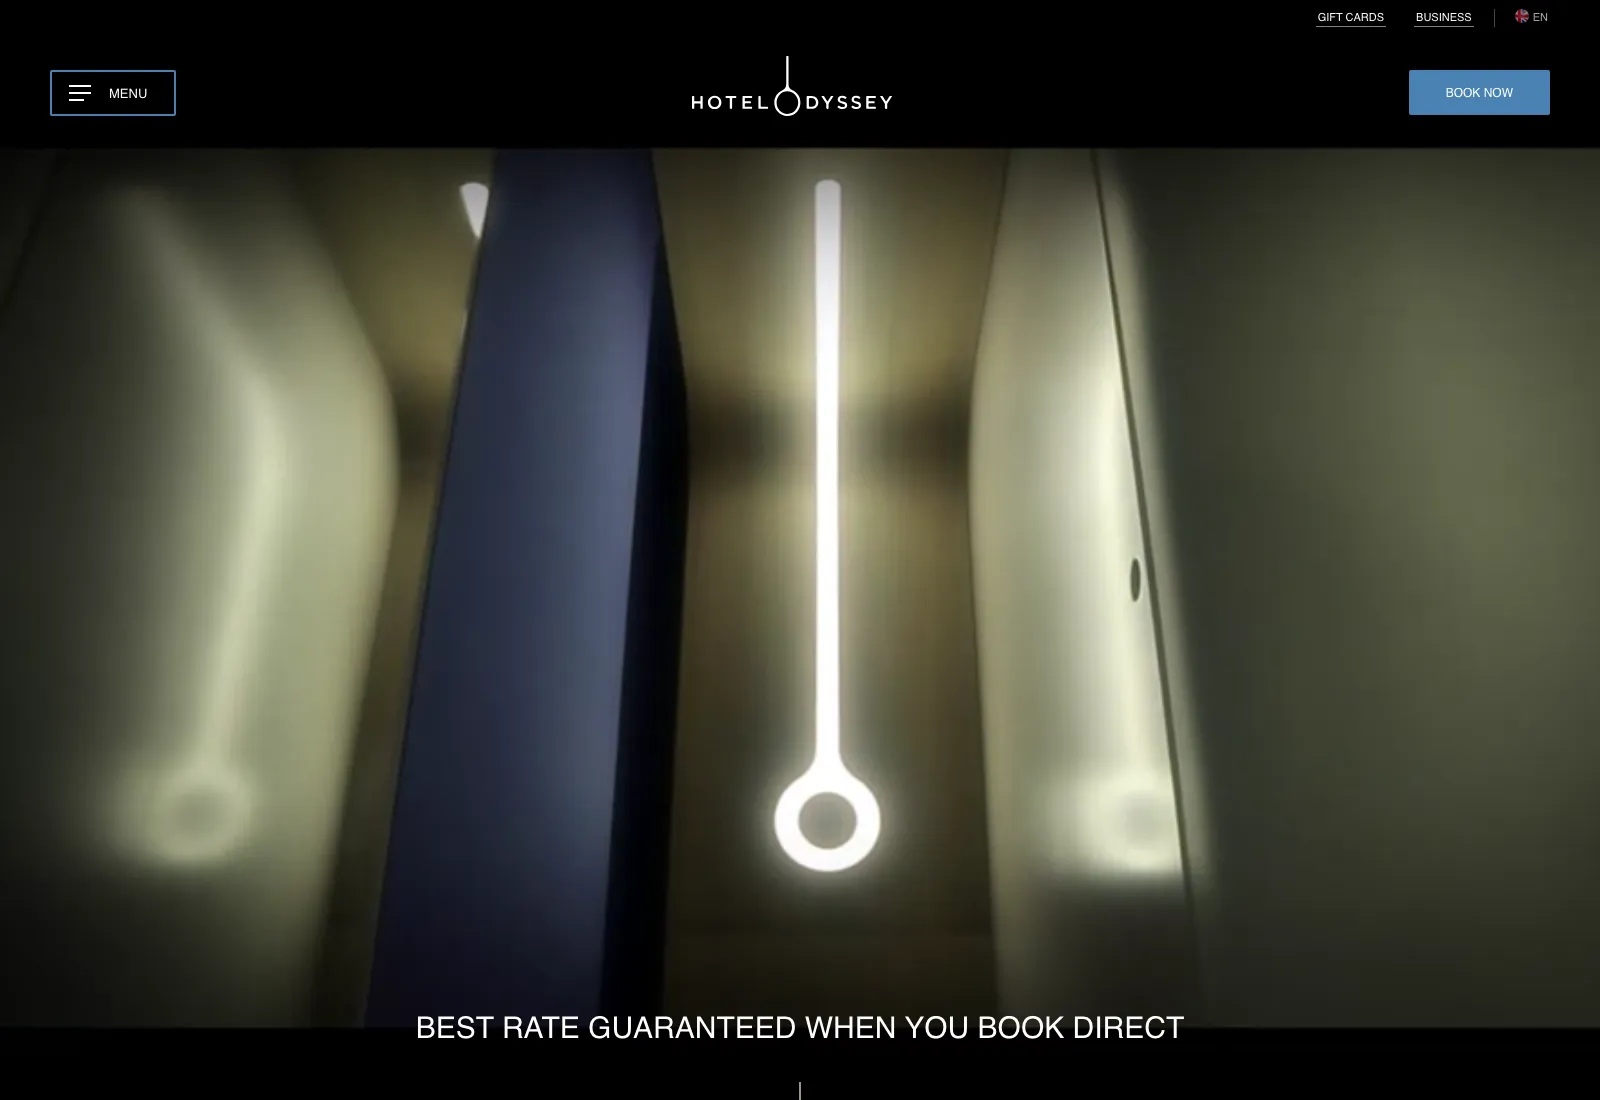 GIFT CARDS
BUSINESS
EN
MENU
HOTEL ODYSSEY
BOOK NOW
BEST RATE GUARANTEED WHEN YOU BOOK DIRECT